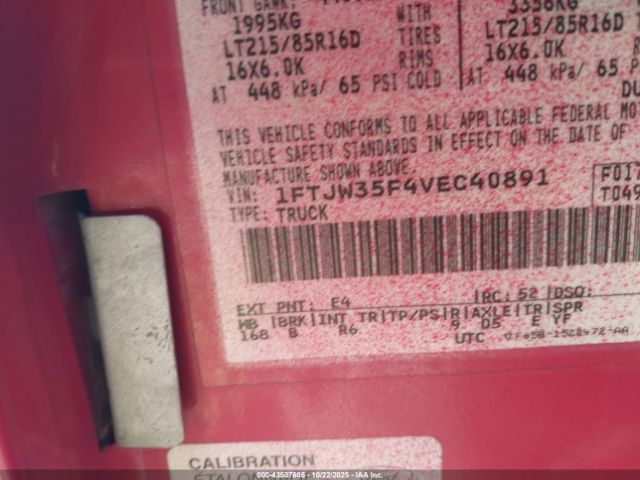 FRONT GAWR:
1995KG WITH 3356KG
LT215/85R16D TIRES LT215/85R16D
16X6.0K RIMS 16X6.0K
AT 448 kPa/ 65 PSI COLD AT 448 kPa/ 65
DU
THIS VEHICLE CONFORMS TO ALL APPLICABLE FEDERAL MO
VEHICLE SAFETY STANDARDS IN EFFECT ON THE DATE OF
MANUFACTURE SHOWN ABOVE.
VIN: 1FTJW35F4VEC40891 F017
TYPE: TRUCK T049
EXT PNT: E4 |RC: 52 |DSO:
WB |BRK|INT TR|TP/PS|R|AXLE|TR|SPR
168 B R6 9 D5 E YF
UTC
CALIBRATION
000-43507605 - 10/22/2025 - IAAI.COM